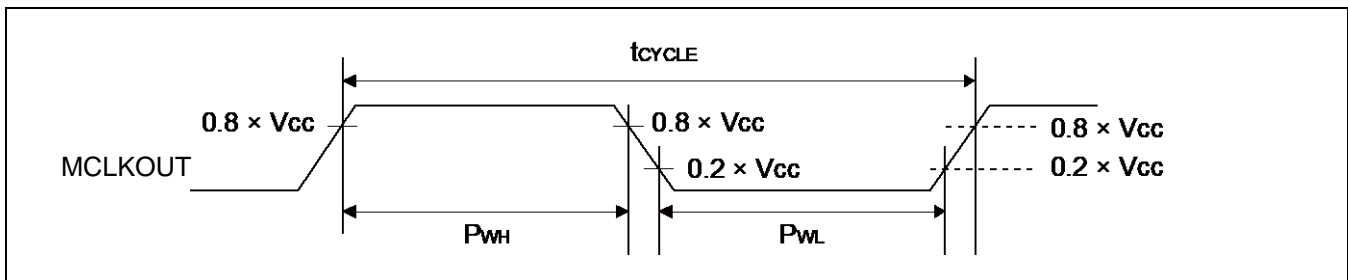 tCYCLE
0.8 × Vcc
0.8 × Vcc
0.8 × Vcc
MCLKOUT
0.2 × Vcc
0.2 × Vcc
PWH
PWL